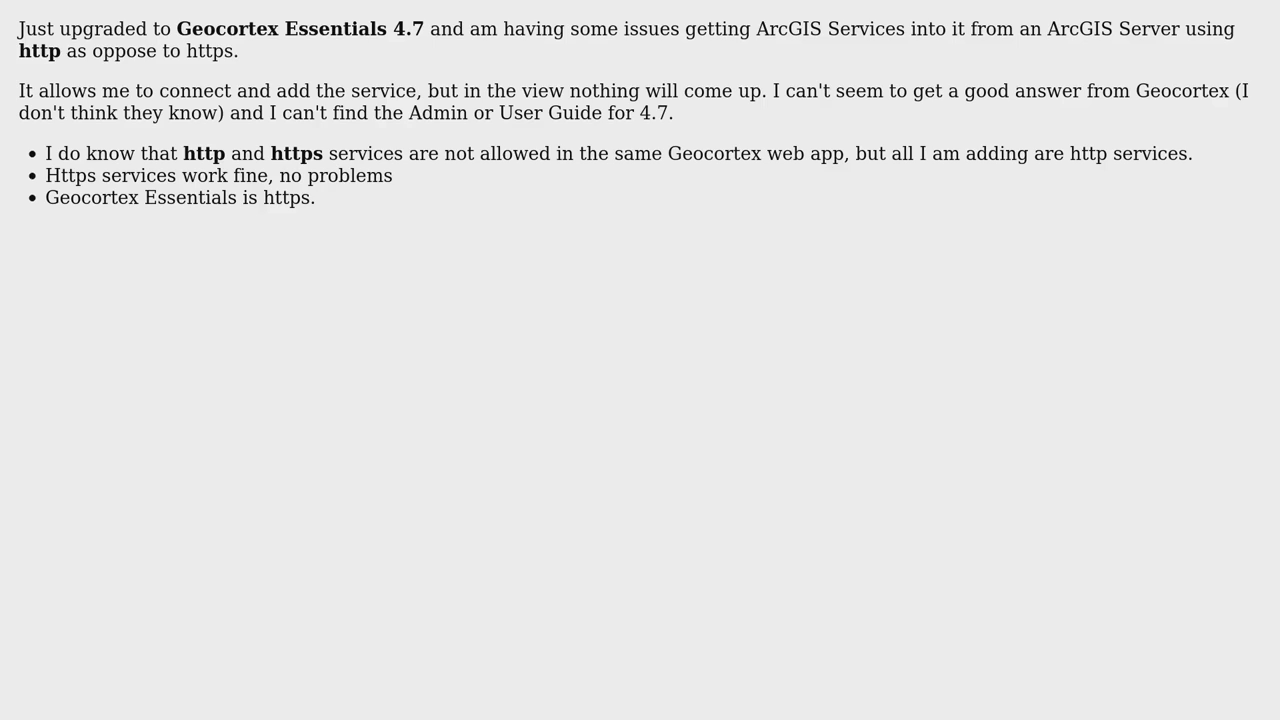 Just upgraded to Geocortex Essentials 4.7 and am having some issues getting ArcGIS Services into it from an ArcGIS Server using
http as oppose to https.
It allows me to connect and add the service, but in the view nothing will come up. I can't seem to get a good answer from Geocortex (I
don't think they know) and I can't find the Admin or User Guide for 4.7.
• I do know that http and https services are not allowed in the same Geocortex web app, but all I am adding are http services.
• Https services work fine, no problems
• Geocortex Essentials is https.